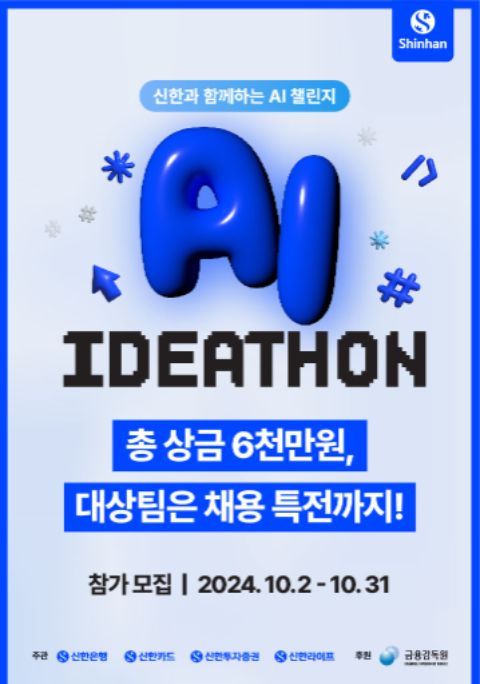 Shinhan
신한과 함께하는 AI 챌린지
AI
IDEATHON
총 상금 6천만원,
대상팀은 채용 특전까지!
참가 모집 | 2024. 10. 2 - 10. 31
주관 신한은행 신한카드 신한투자증권 신한라이프 후원 금융감독원